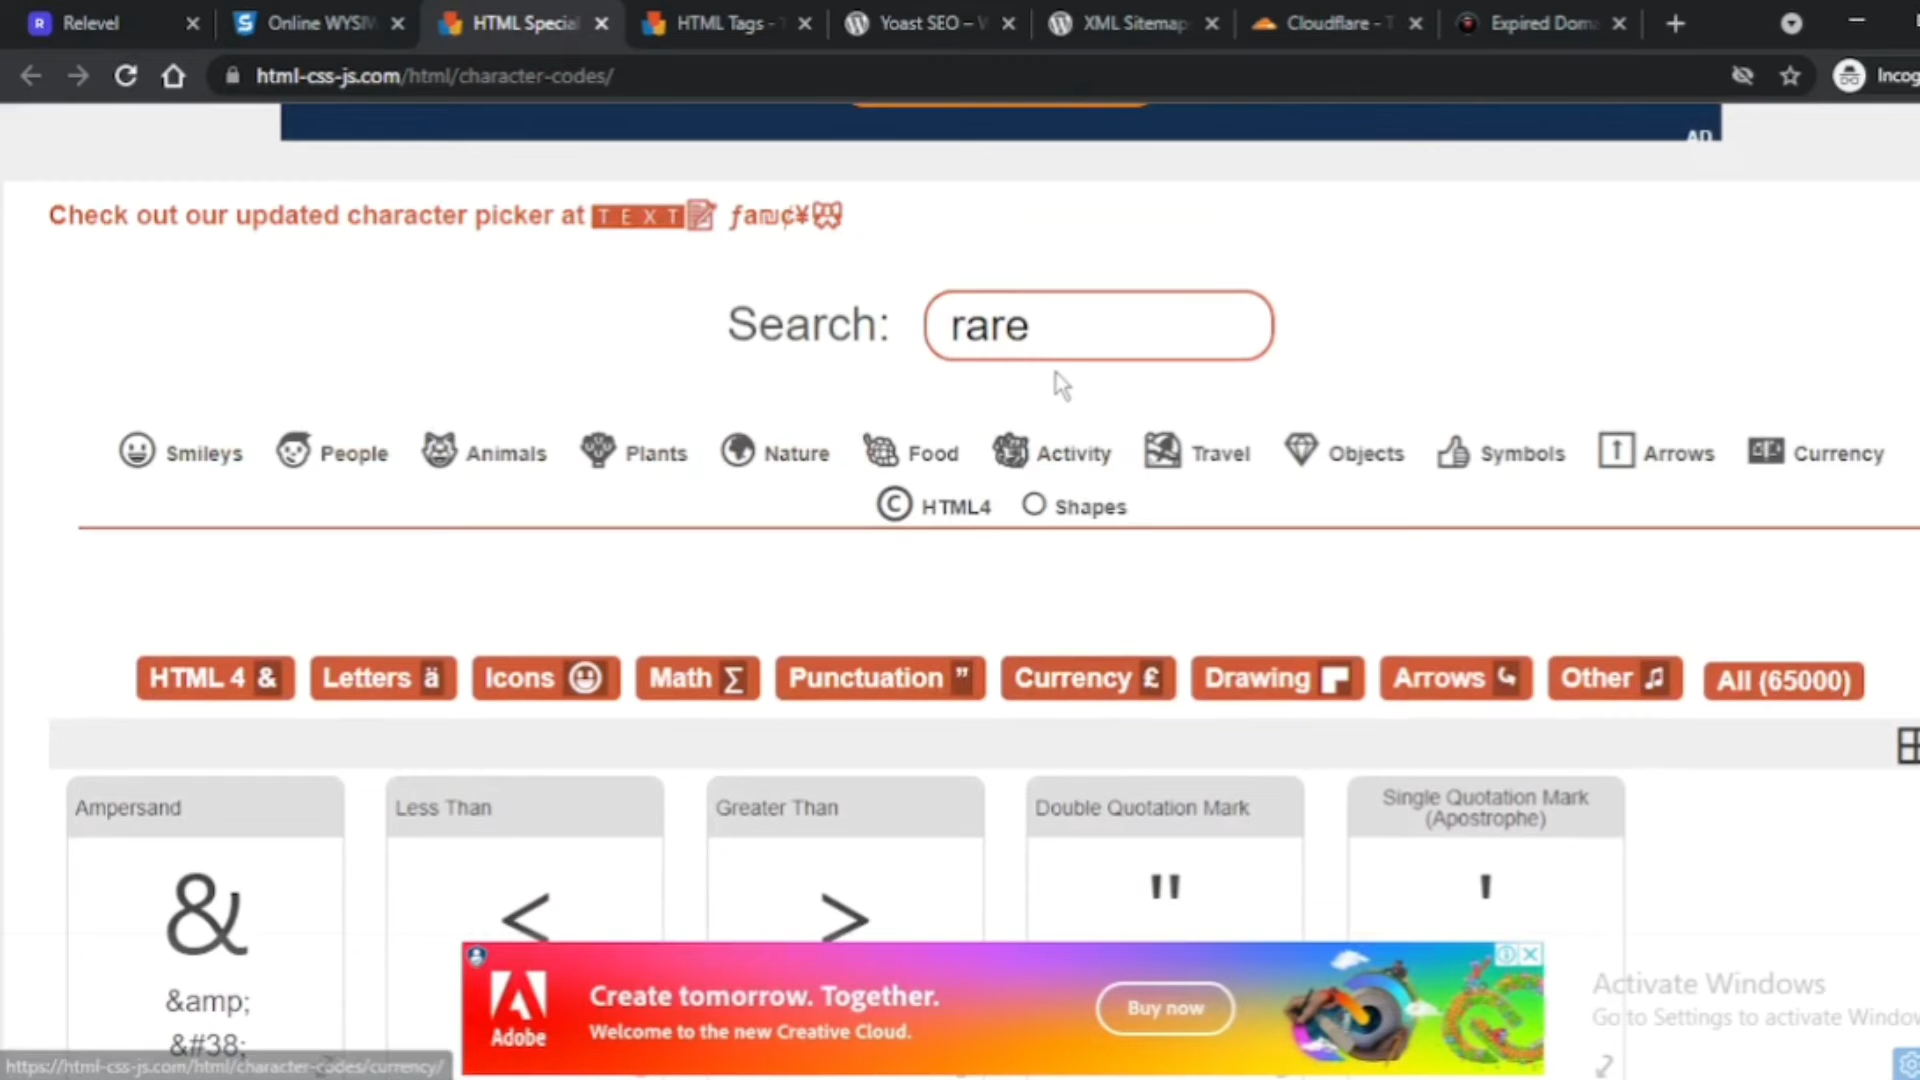 Relevel
Online WYSIW
HTML Special
HTML Tags -
Yoast SEO –
XML Sitemap
Cloudflare -
Expired Dom
html-css-js.com/html/character-codes/
Incog
AD
Check out our updated character picker at TEXT📝 ƒa₪¢¥
Search: rare
Smileys People Animals Plants Nature Food Activity Travel Objects Symbols Arrows Currency
HTML4 Shapes
HTML 4 & Letters ä Icons Math ∑ Punctuation ” Currency £ Drawing Arrows Other ♫ All (65000)
Ampersand Less Than Greater Than Double Quotation Mark Single Quotation Mark
(Apostrophe)
& < > " '
&amp;
&#38;
Adobe
Create tomorrow. Together.
Welcome to the new Creative Cloud.
Buy now
Activate Windows
Go to Settings to activate Window
https://html-css-js.com/html/character-codes/currency/